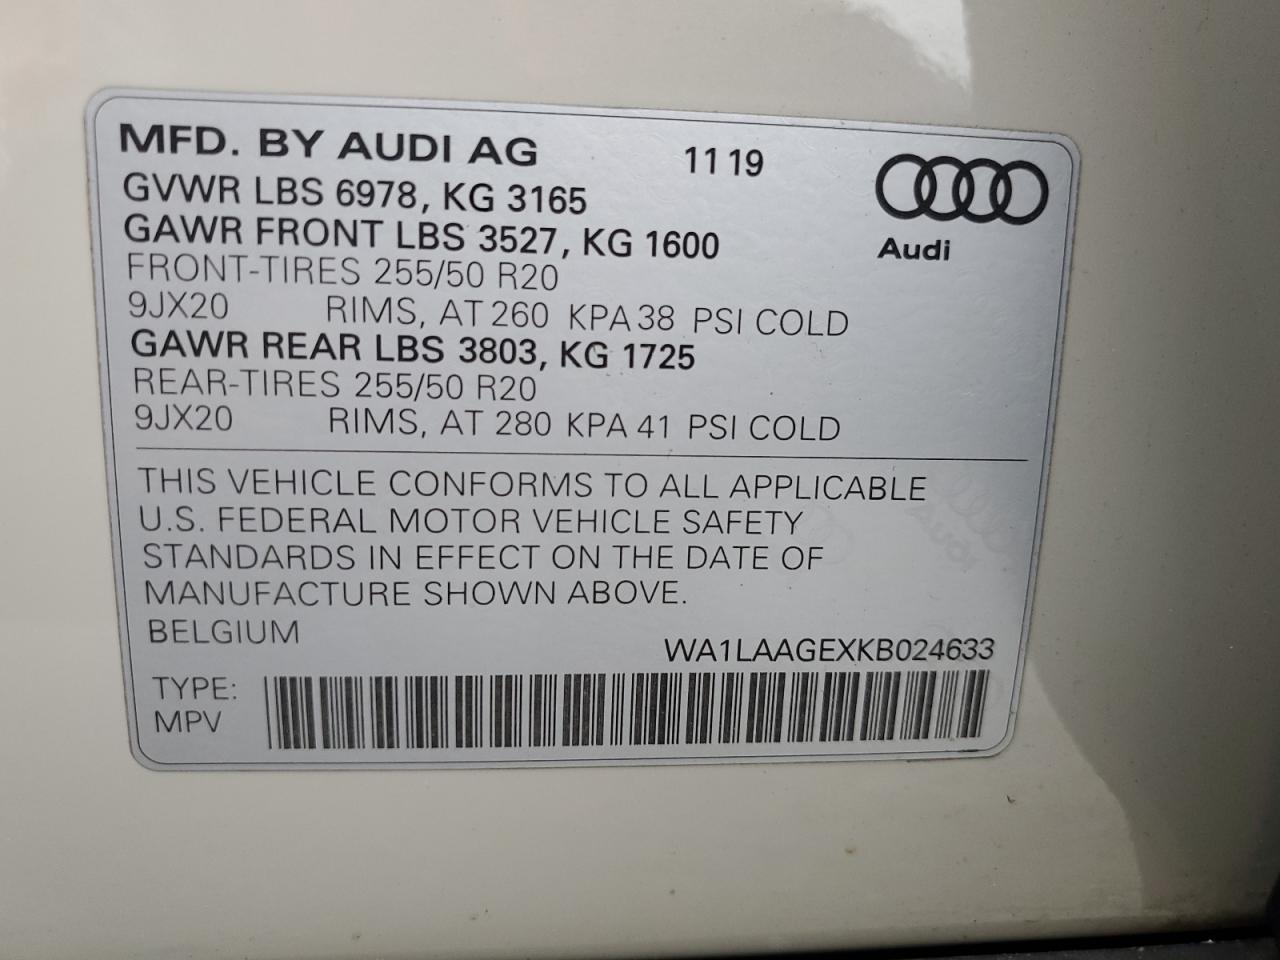 MFD. BY AUDI AG 11 19
GVWR LBS 6978, KG 3165
GAWR FRONT LBS 3527, KG 1600
Audi
FRONT-TIRES 255/50 R20
9JX20 RIMS, AT 260 KPA 38 PSI COLD
GAWR REAR LBS 3803, KG 1725
REAR-TIRES 255/50 R20
9JX20 RIMS, AT 280 KPA 41 PSI COLD
THIS VEHICLE CONFORMS TO ALL APPLICABLE
U.S. FEDERAL MOTOR VEHICLE SAFETY
STANDARDS IN EFFECT ON THE DATE OF
MANUFACTURE SHOWN ABOVE.
BELGIUM
WA1LAAGEXKB024633
TYPE:
MPV